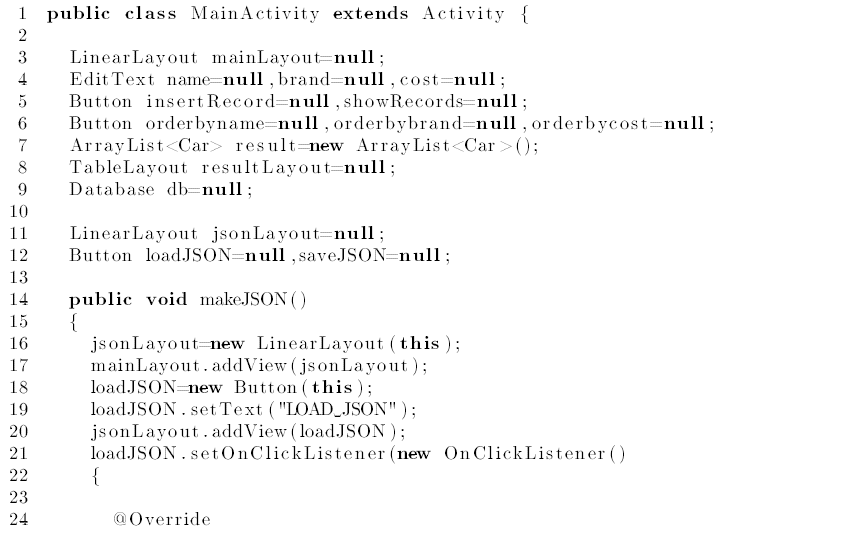 1 public class MainActivity extends Activity {
2
3 LinearLayout mainLayout=null;
4 EditText name=null,brand=null,cost=null;
5 Button insertRecord=null,showRecords=null;
6 Button orderbyname=null,orderbybrand=null,orderbycost=null;
7 ArrayList<Car> result=new ArrayList<Car>();
8 TableLayout resultLayout=null;
9 Database db=null;
10
11 LinearLayout jsonLayout=null;
12 Button loadJSON=null,saveJSON=null;
13
14 public void makeJSON()
15 {
16 jsonLayout=new LinearLayout(this);
17 mainLayout.addView(jsonLayout);
18 loadJSON=new Button(this);
19 loadJSON.setText("LOAD_JSON");
20 jsonLayout.addView(loadJSON);
21 loadJSON.setOnClickListener(new OnClickListener()
22 {
23
24 @Override